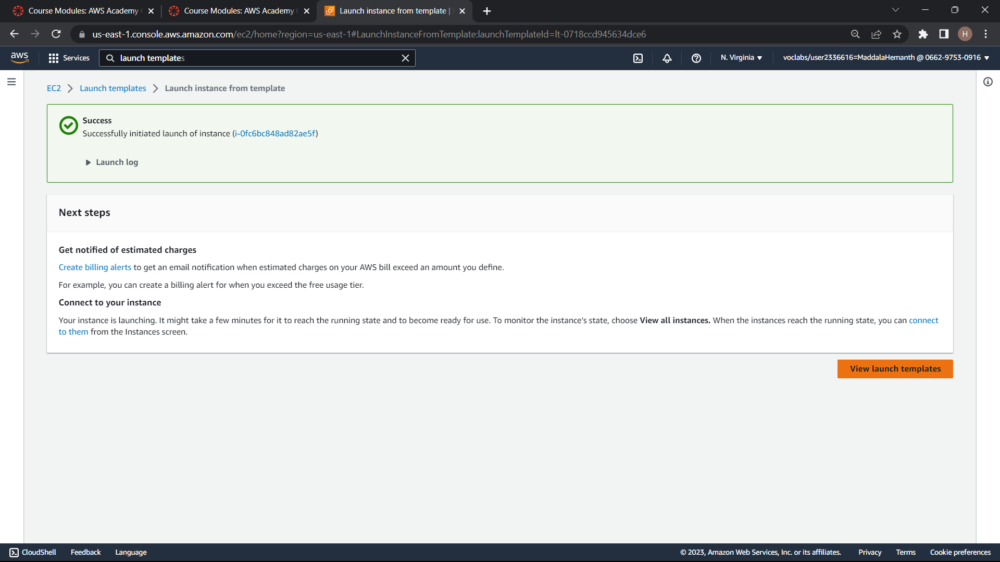 Course Modules: AWS Academy
Course Modules: AWS Academy
Launch instance from template |
us-east-1.console.aws.amazon.com/ec2/home?region=us-east-1#LaunchInstanceFromTemplate:launchTemplateId=lt-0718ccd945634dce6
H
aws
Services
launch templates
N. Virginia
voclabs/user2336616=MaddalaHemanth @ 0662-9753-0916
EC2 > Launch templates > Launch instance from template
Success
Successfully initiated launch of instance (i-0fc6bc848ad82ae5f)
Launch log
Next steps
Get notified of estimated charges
Create billing alerts to get an email notification when estimated charges on your AWS bill exceed an amount you define.
For example, you can create a billing alert for when you exceed the free usage tier.
Connect to your instance
Your instance is launching. It might take a few minutes for it to reach the running state and to become ready for use. To monitor the instance's state, choose View all instances. When the instances reach the running state, you can connect
to them from the Instances screen.
View launch templates
CloudShell
Feedback
Language
© 2023, Amazon Web Services, Inc. or its affiliates.
Privacy
Terms
Cookie preferences